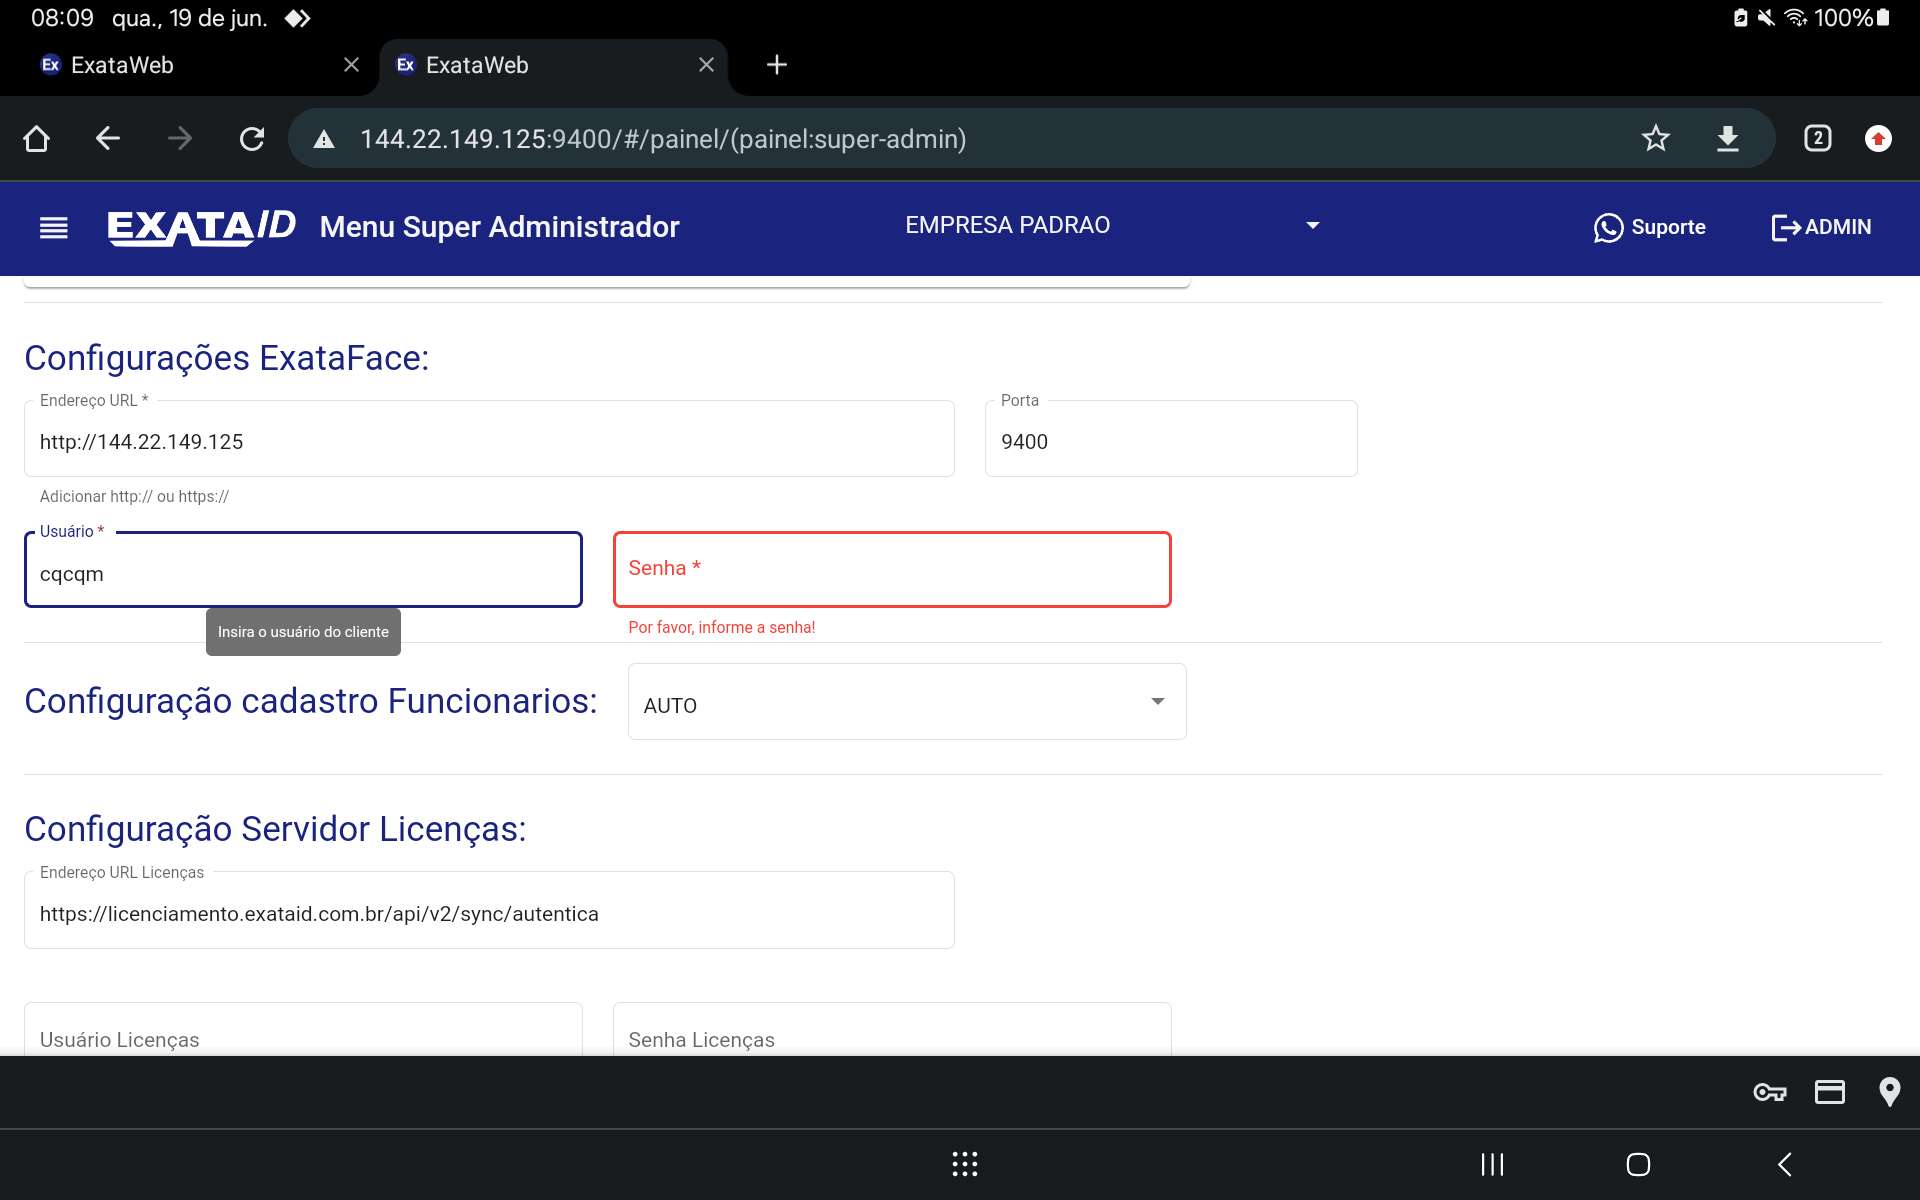 08:09 qua., 19 de jun. 100%
Ex ExataWeb Ex ExataWeb
144.22.149.125:9400/#/painel/(painel:super-admin) 2
EXATAID Menu Super Administrador EMPRESA PADRAO Suporte ADMIN
Configurações ExataFace:
Endereço URL * Porta
http://144.22.149.125 9400
Adicionar http:// ou https://
Usuário *
cqcqm Senha *
Insira o usuário do cliente Por favor, informe a senha!
Configuração cadastro Funcionarios: AUTO
Configuração Servidor Licenças:
Endereço URL Licenças
https://licenciamento.exataid.com.br/api/v2/sync/autentica
Usuário Licenças Senha Licenças